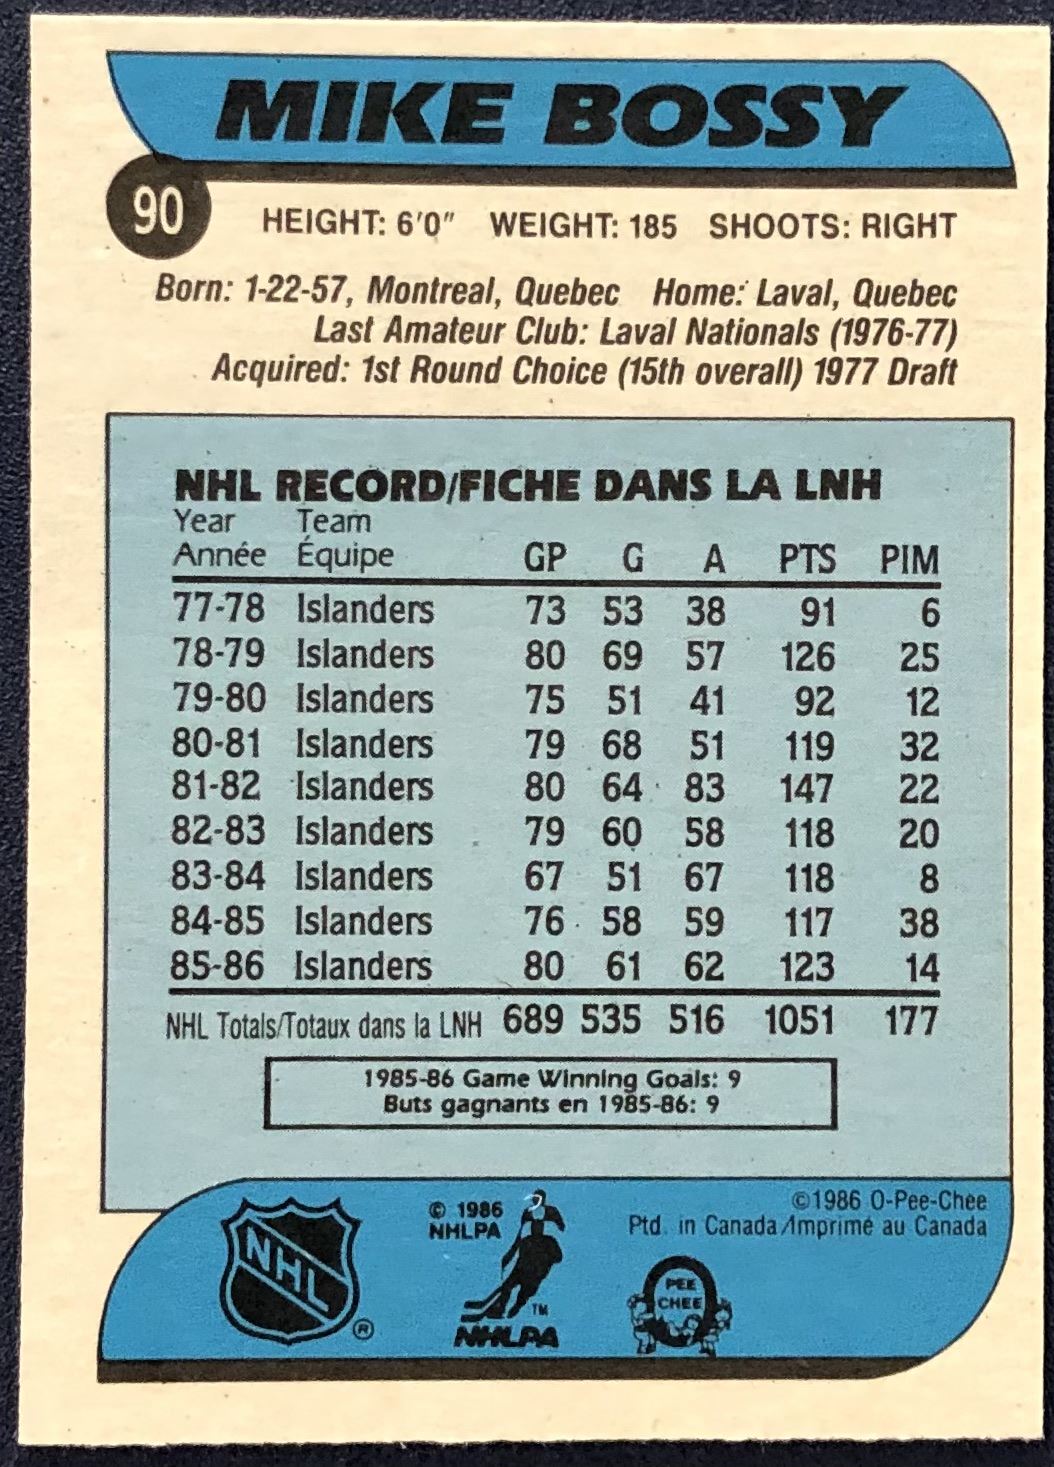 MIKE BOSSY
90
HEIGHT: 6'0" WEIGHT: 185 SHOOTS: RIGHT
Born: 1-22-57, Montreal, Quebec Home: Laval, Quebec
Last Amateur Club: Laval Nationals (1976-77)
Acquired: 1st Round Choice (15th overall) 1977 Draft
NHL RECORD/FICHE DANS LA LNH
Year Team
Année Équipe GP G A PTS PIM
77-78 Islanders 73 53 38 91 6
78-79 Islanders 80 69 57 126 25
79-80 Islanders 75 51 41 92 12
80-81 Islanders 79 68 51 119 32
81-82 Islanders 80 64 83 147 22
82-83 Islanders 79 60 58 118 20
83-84 Islanders 67 51 67 118 8
84-85 Islanders 76 58 59 117 38
85-86 Islanders 80 61 62 123 14
NHL Totals/Totaux dans la LNH 689 535 516 1051 177
1985-86 Game Winning Goals: 9
Buts gagnants en 1985-86: 9
©1986 O-Pee-Chee
Ptd. in Canada/Imprimé au Canada
© 1986
NHLPA
NHL
®
TM
NHLPA
PEE
CHEE